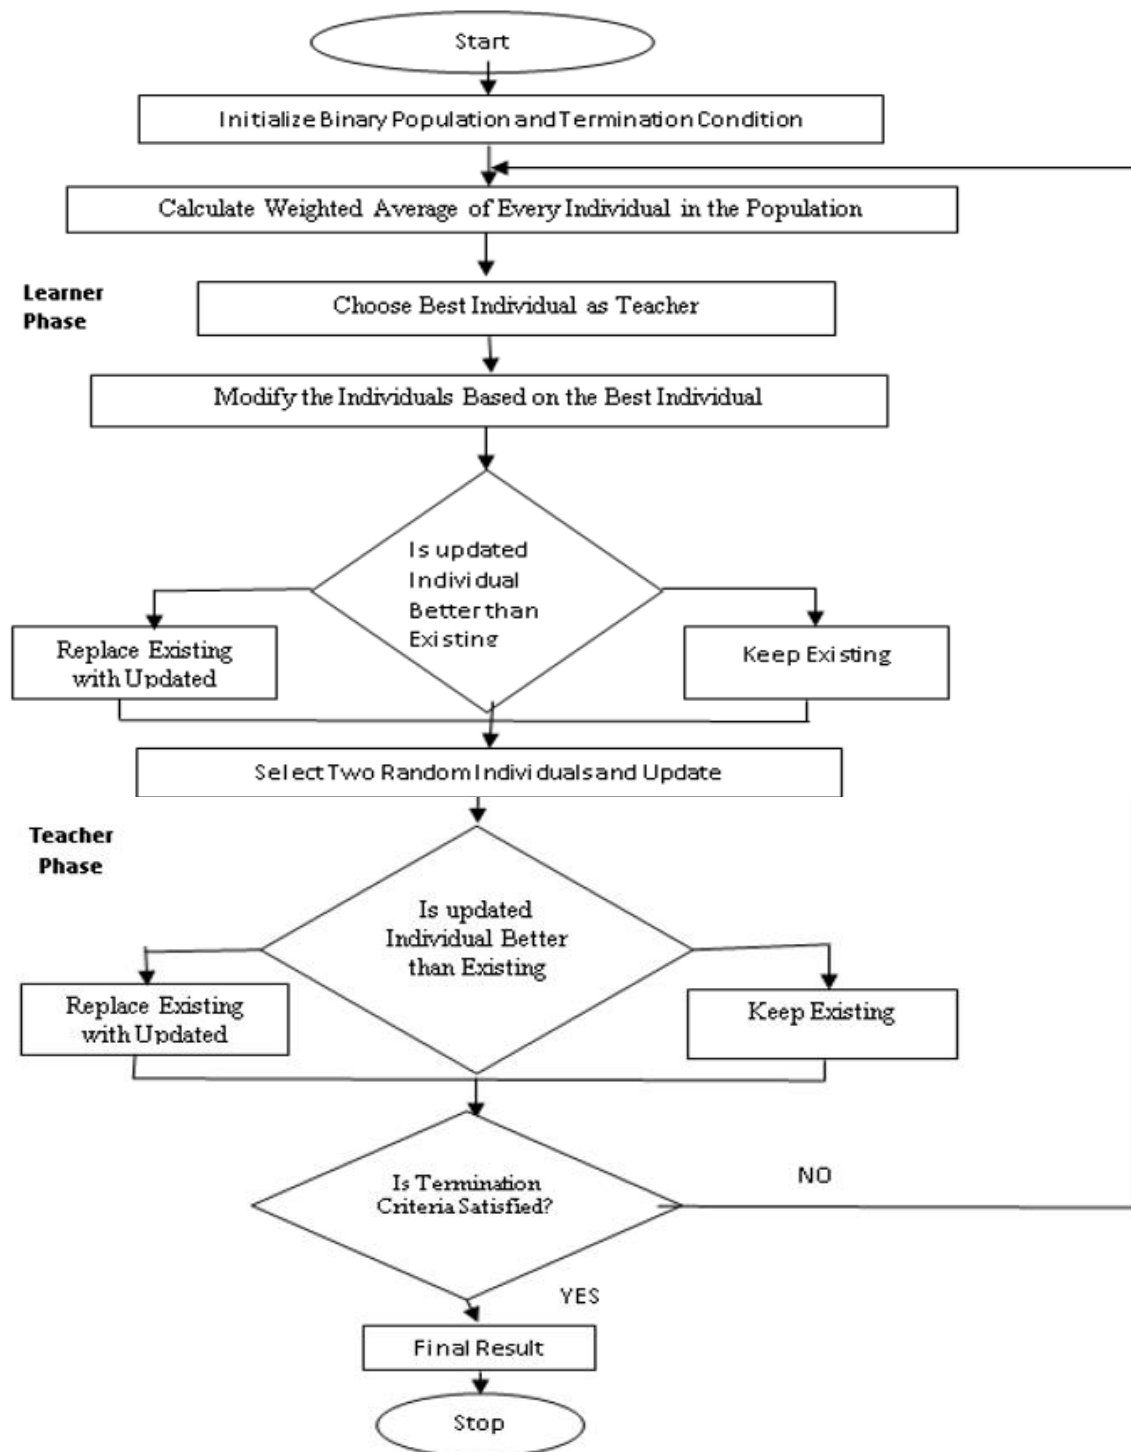 Start
Initialize Binary Population and Termination Condition
Calculate Weighted Average of Every Individual in the Population
Learner
Phase
Choose Best Individual as Teacher
Modify the Individuals Based on the Best Individual
Is updated
Individual
Better than
Existing
Replace Existing
with Updated
Keep Existing
Select Two Random Individuals and Update
Teacher
Phase
Is updated
Individual Better
than Existing
Replace Existing
with Updated
Keep Existing
Is Termination
Criteria Satisfied?
NO
YES
Final Result
Stop